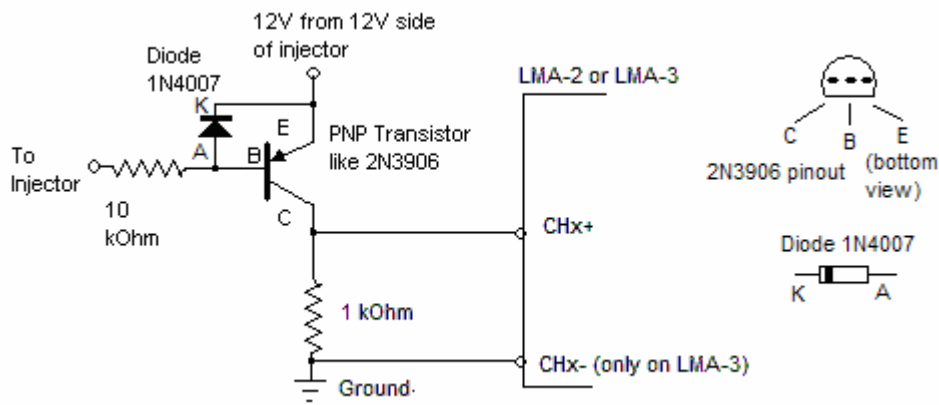 12V from 12V side
of injector
Diode
1N4007
K
A
E
B
C
PNP Transistor
like 2N3906
To
Injector
10
kOhm
1 kOhm
Ground.
LMA-2 or LMA-3
CHx+
CHx- (only on LMA-3)
C
B
E
(bottom
view)
2N3906 pinout
Diode 1N4007
K
A